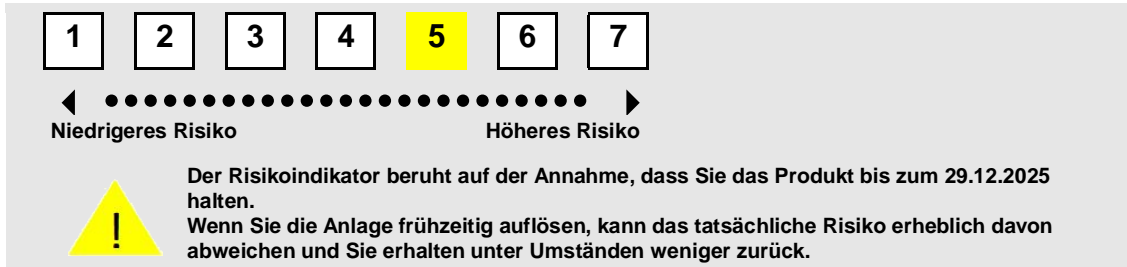 1 2 3 4 5 6 7
Niedrigeres Risiko Höheres Risiko
Der Risikoindikator beruht auf der Annahme, dass Sie das Produkt bis zum 29.12.2025
halten.
Wenn Sie die Anlage frühzeitig auflösen, kann das tatsächliche Risiko erheblich davon
abweichen und Sie erhalten unter Umständen weniger zurück.
!